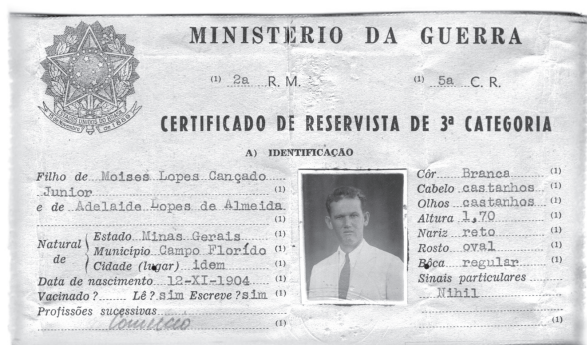 MINISTÉRIO DA GUERRA
(1) 2a R. M. (1) 5a C. R.
CERTIFICADO DE RESERVISTA DE 3ª CATEGORIA
A) IDENTIFICAÇÃO
Filho de Moises Lopes Cançado
Junior (1)
e de Adelaide Lopes de Almeida
(1)
Natural de
Estado Minas Gerais (1)
Município Campo Florido (1)
Cidade (lugar) idem (1)
Data de nascimento 12-XI-1904 (1)
Vacinado ? Lê ? sim Escreve ? sim (1)
Profissões sucessivas
Comércio (1)
Côr Branca (1)
Cabelo castanhos (1)
Olhos castanhos (1)
Altura 1,70 (1)
Nariz reto (1)
Rosto oval (1)
Bôca regular (1)
Sinais particulares
Nihil
(1)